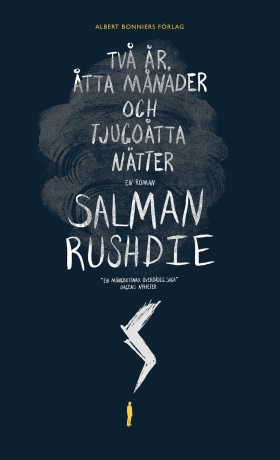 ALBERT BONNIERS FÖRLAG
TVÅ ÅR,
ÅTTA MÅNADER
OCH
TJUGOÅTTA
NÄTTER
EN ROMAN
SALMAN
RUSHDIE
"EN MÅNGBOTTNAD, ÖVERDÅDIG SAGA"
DAGENS NYHETER